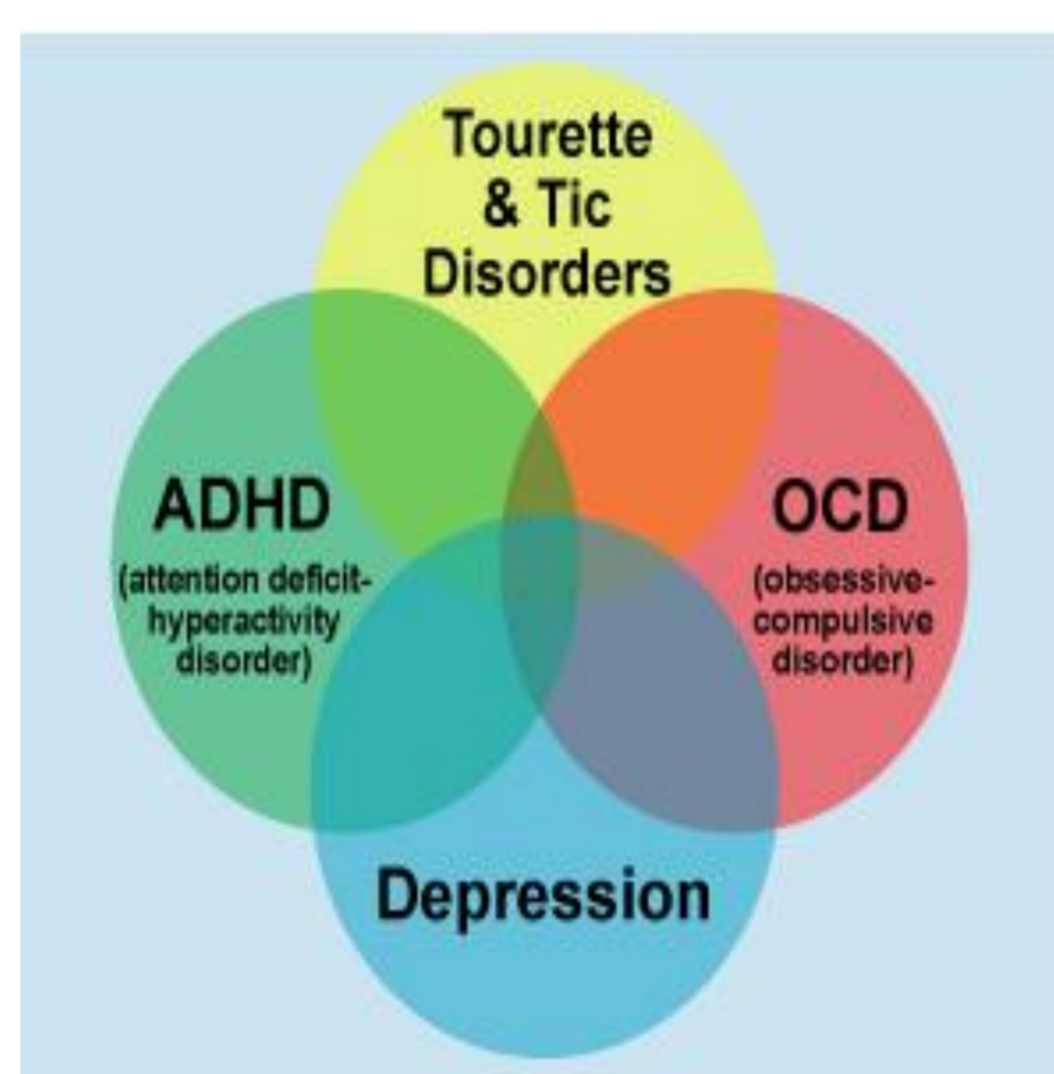 Tourette
& Tic
Disorders
ADHD
(attention deficit-
hyperactivity
disorder)
OCD
(obsessive-
compulsive
disorder)
Depression